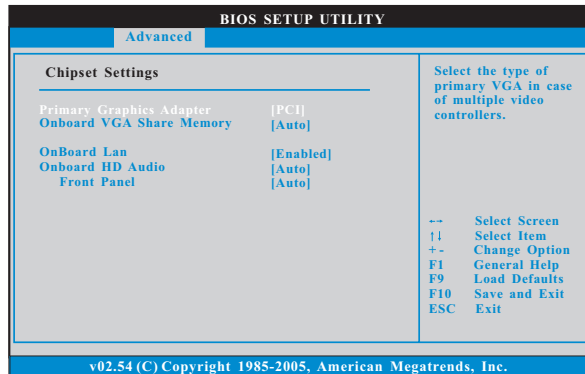 BIOS SETUP UTILITY
Advanced
Chipset Settings
Primary Graphics Adapter [PCI]
Onboard VGA Share Memory [Auto]
OnBoard Lan [Enabled]
Onboard HD Audio [Auto]
Front Panel [Auto]
Select the type of
primary VGA in case
of multiple video
controllers.
←→ Select Screen
↑↓ Select Item
+ - Change Option
F1 General Help
F9 Load Defaults
F10 Save and Exit
ESC Exit
v02.54 (C) Copyright 1985-2005, American Megatrends, Inc.